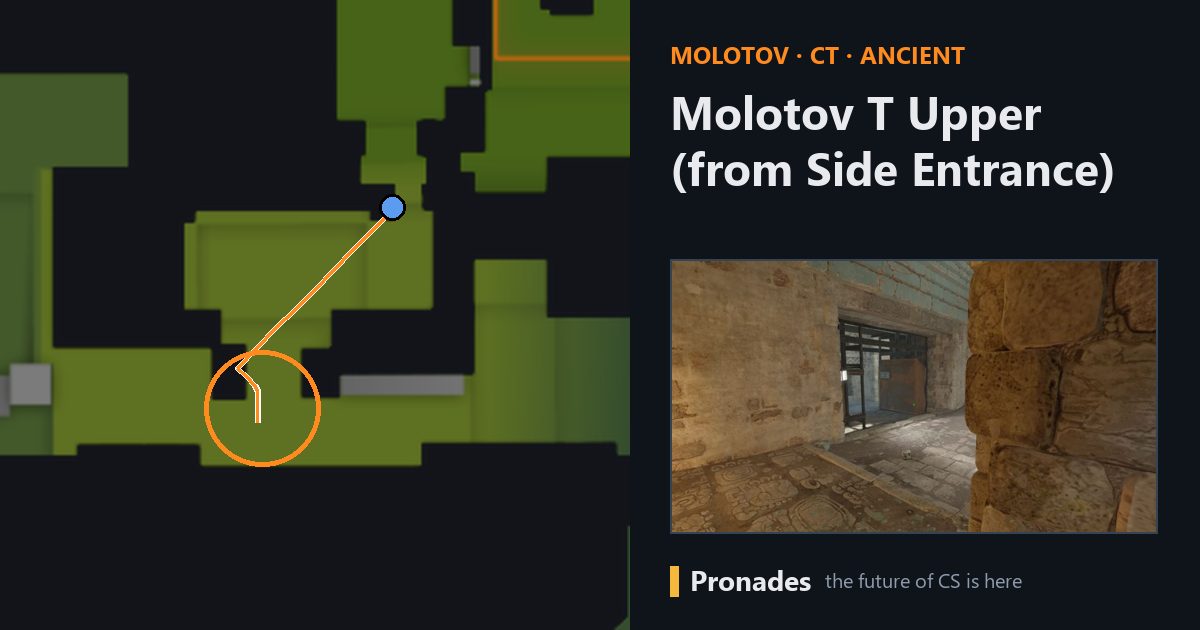 MOLOTOV · CT · ANCIENT
Molotov T Upper
(from Side Entrance)
Pronades the future of CS is here